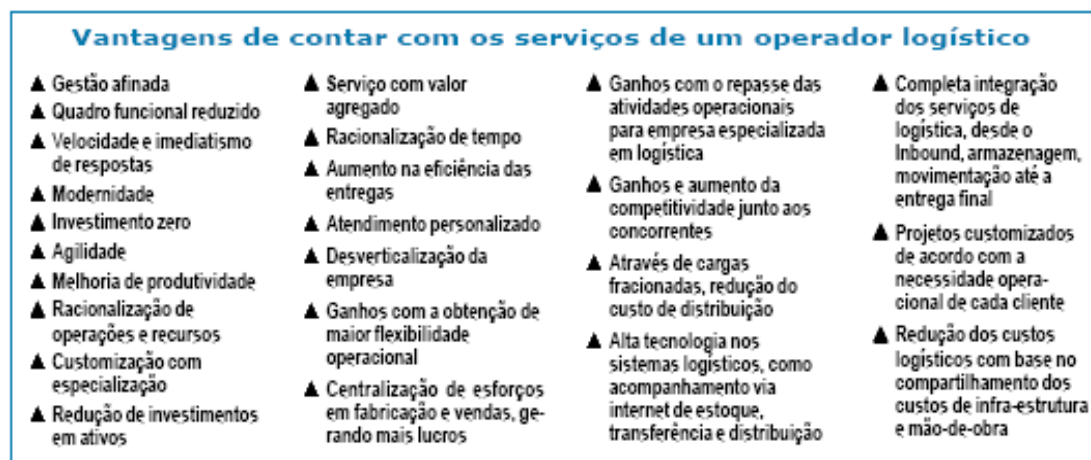 Vantagens de contar com os serviços de um operador logístico
▲ Gestão afinada
▲ Quadro funcional reduzido
▲ Velocidade e imediatismo
de respostas
▲ Modernidade
▲ Investimento zero
▲ Agilidade
▲ Melhoria de produtividade
▲ Racionalização de
operações e recursos
▲ Customização com
especialização
▲ Redução de investimentos
em ativos
▲ Serviço com valor
agregado
▲ Racionalização de tempo
▲ Aumento na eficiência das
entregas
▲ Atendimento personalizado
▲ Desverticalização da
empresa
▲ Ganhos com a obtenção de
maior flexibilidade
operacional
▲ Centralização de esforços
em fabricação e vendas, ge-
rando mais lucros
▲ Ganhos com o repasse das
atividades operacionais
para empresa especializada
em logística
▲ Ganhos e aumento da
competitividade junto aos
concorrentes
▲ Através de cargas
fracionadas, redução do
custo de distribuição
▲ Alta tecnologia nos
sistemas logísticos, como
acompanhamento via
internet de estoque,
transferência e distribuição
▲ Completa integração
dos serviços de
logística, desde o
Inbound, armazenagem,
movimentação até a
entrega final
▲ Projetos customizados
de acordo com a
necessidade opera-
cional de cada cliente
▲ Redução dos custos
logísticos com base no
compartilhamento dos
custos de infra-estrutura
e mão-de-obra